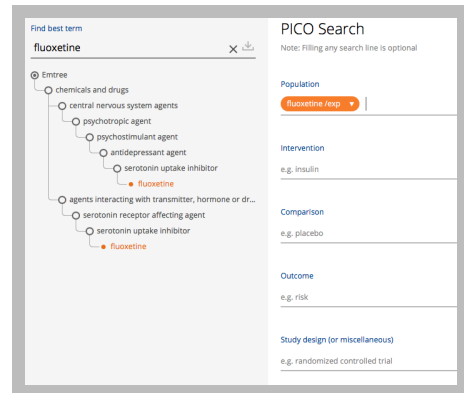 Find best term
fluoxetine
Emtree
chemicals and drugs
central nervous system agents
psychotropic agent
psychostimulant agent
antidepressant agent
serotonin uptake inhibitor
fluoxetine
agents interacting with transmitter, hormone or dr...
serotonin receptor affecting agent
serotonin uptake inhibitor
fluoxetine
PICO Search
Note: Filling any search line is optional
Population
fluoxetine /exp
Intervention
e.g. insulin
Comparison
e.g. placebo
Outcome
e.g. risk
Study design (or miscellaneous)
e.g. randomized controlled trial